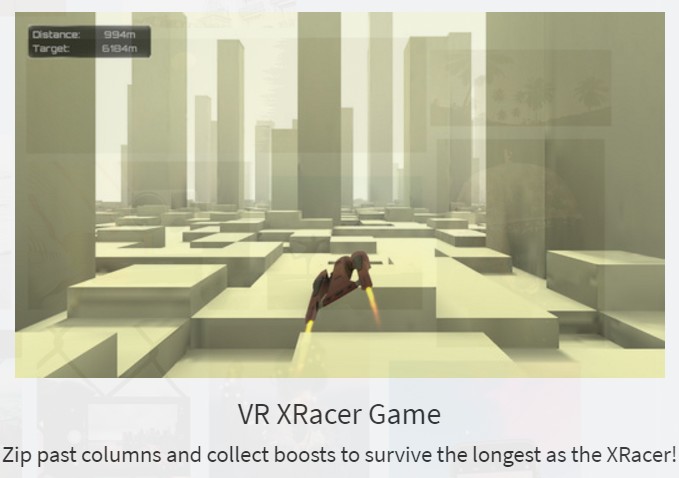 Distance: 994m
Target: 6184m
VR XRacer Game
Zip past columns and collect boosts to survive the longest as the XRacer!